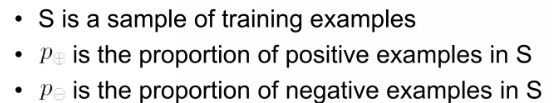 • S is a sample of training examples
• p⊕ is the proportion of positive examples in S
• p⊖ is the proportion of negative examples in S